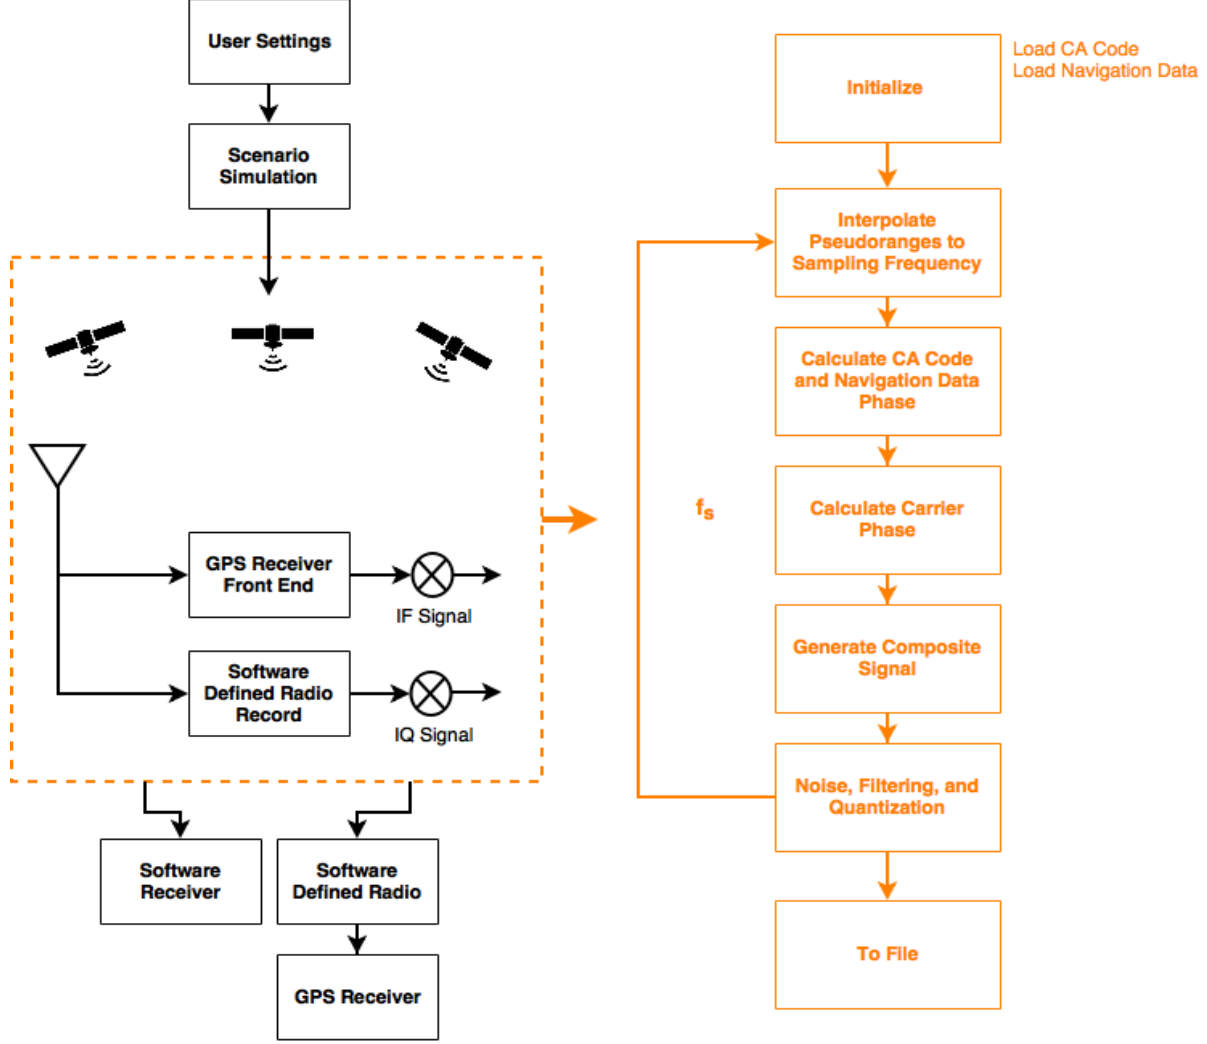 User Settings
Scenario
Simulation
GPS Receiver
Front End
IF Signal
Software
Defined Radio
Record
IQ Signal
Software
Receiver
Software
Defined Radio
GPS Receiver
Initialize
Load CA Code
Load Navigation Data
Interpolate
Pseudoranges to
Sampling Frequency
Calculate CA Code
and Navigation Data
Phase
fs
Calculate Carrier
Phase
Generate Composite
Signal
Noise, Filtering, and
Quantization
To File